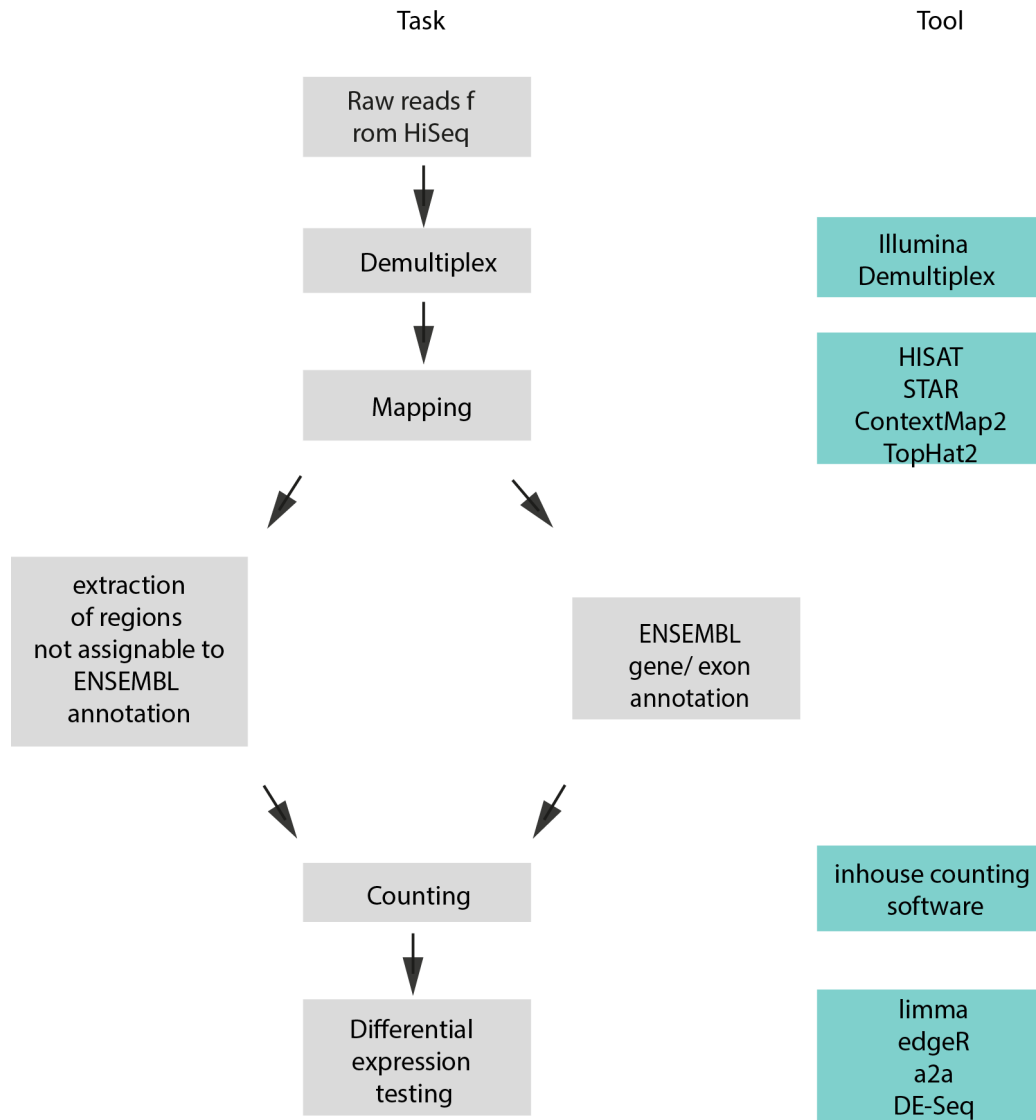 Task
Tool
Raw reads f
rom HiSeq
Demultiplex
Illumina
Demultiplex
Mapping
HISAT
STAR
ContextMap2
TopHat2
extraction
of regions
not assignable to
ENSEMBL
annotation
ENSEMBL
gene/ exon
annotation
Counting
inhouse counting
software
Differential
expression
testing
limma
edgeR
a2a
DE-Seq